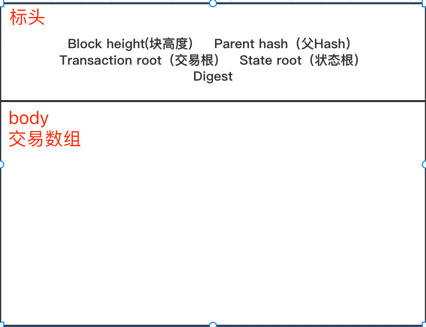 标头
Block height(块高度)    Parent hash（父Hash）
Transaction root（交易根）    State root（状态根）
Digest
body
交易数组